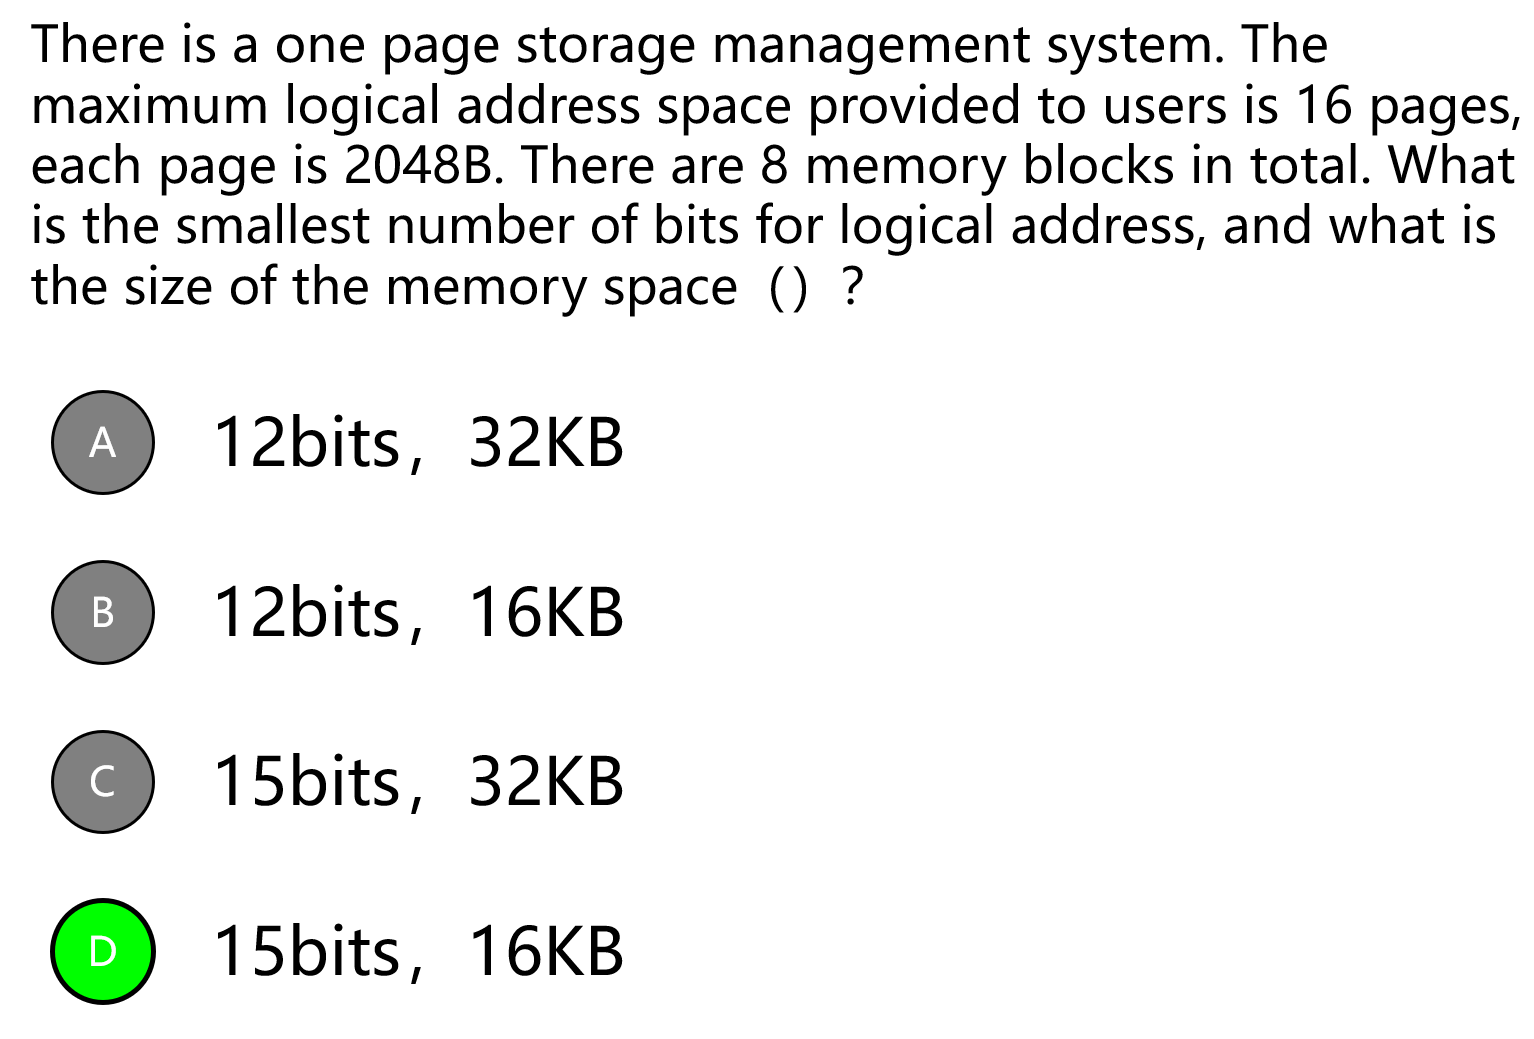 There is a one page storage management system. The
maximum logical address space provided to users is 16 pages,
each page is 2048B. There are 8 memory blocks in total. What
is the smallest number of bits for logical address, and what is
the size of the memory space（）？
A 12bits，32KB
B 12bits，16KB
C 15bits，32KB
D 15bits，16KB